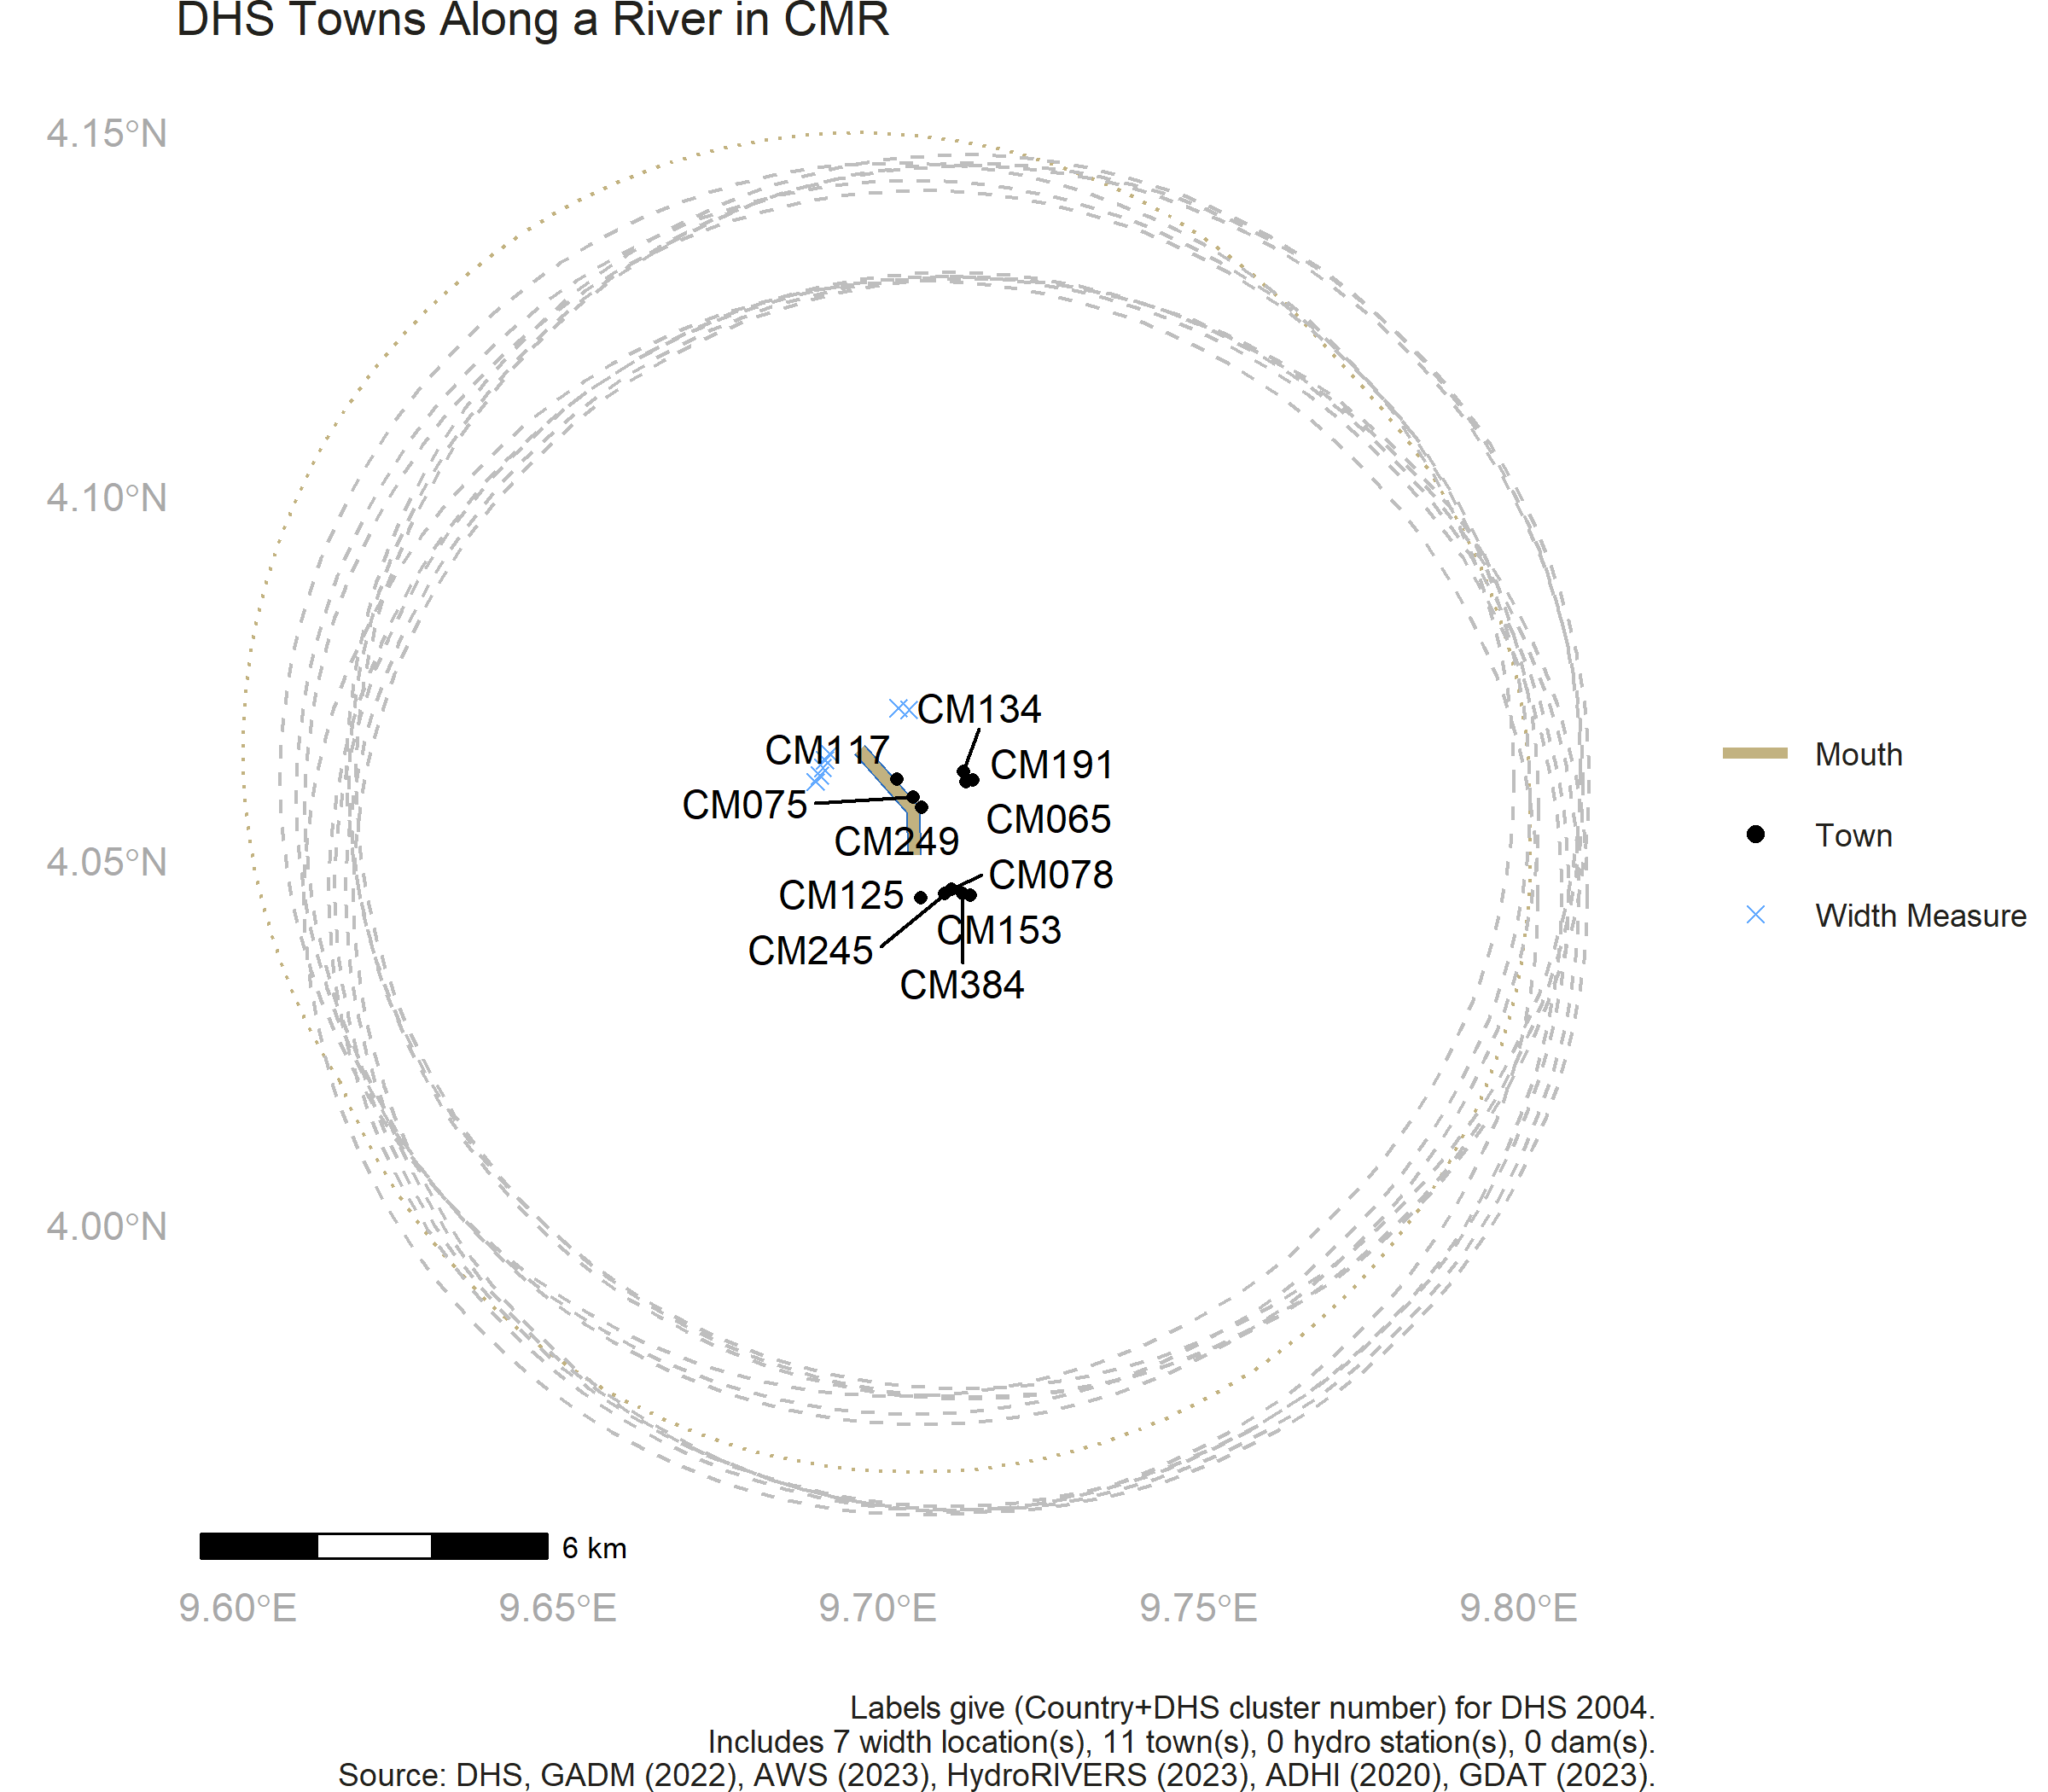 DHS Towns Along a River in CMR
4.15°N
4.10°N
4.05°N
4.00°N
CM134
CM117
CM191
CM075
CM065
CM249
CM078
CM125
CM153
CM245
CM384
Mouth
Town
Width Measure
6 km
9.60°E
9.65°E
9.70°E
9.75°E
9.80°E
Labels give (Country+DHS cluster number) for DHS 2004.
Includes 7 width location(s), 11 town(s), 0 hydro station(s), 0 dam(s).
Source: DHS, GADM (2022), AWS (2023), HydroRIVERS (2023), ADHI (2020), GDAT (2023).